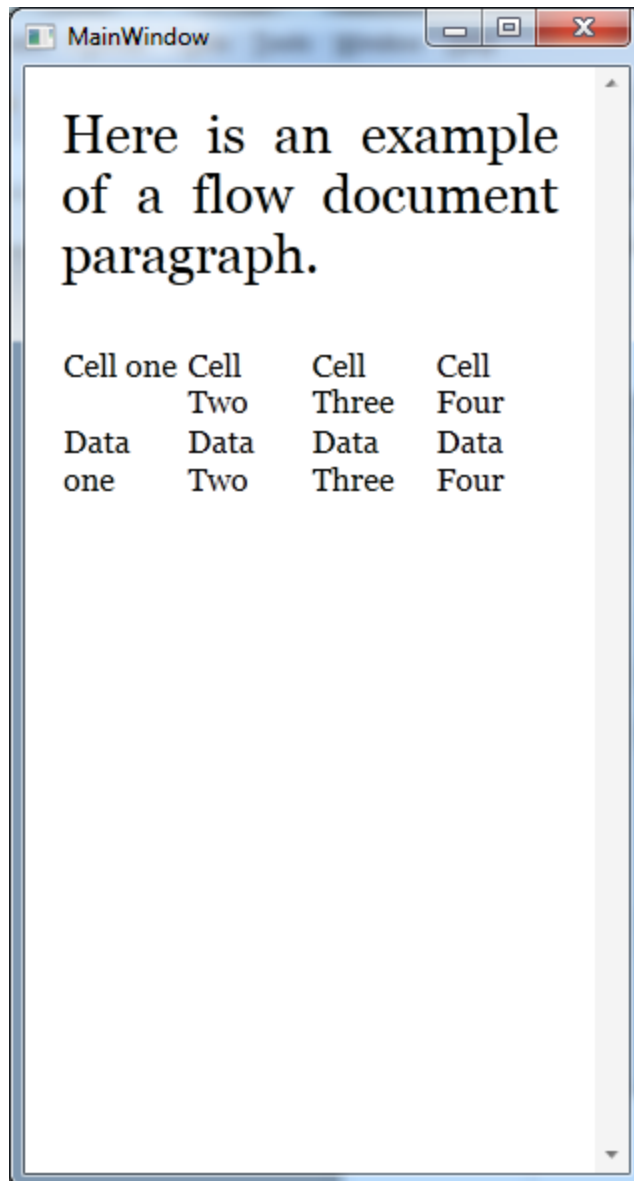 MainWindow
Here is an example
of a flow document
paragraph.
Cell one Cell Cell Cell
Two Three Four
Data Data Data Data
one Two Three Four